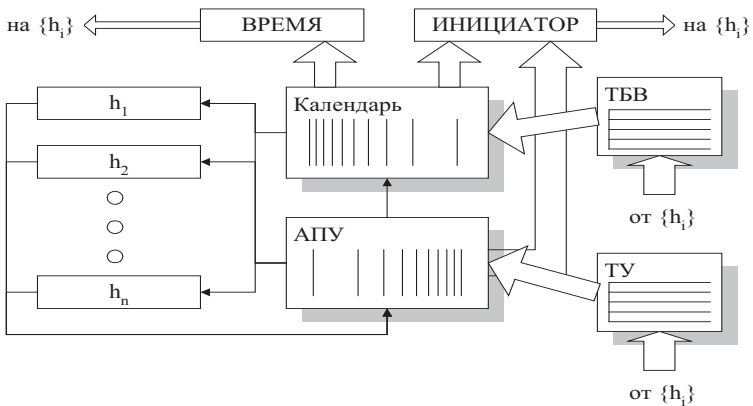 на {hᵢ}
ВРЕМЯ
ИНИЦИАТОР
на {hᵢ}
h₁
Календарь
ТБВ
h₂
от {hᵢ}
АПУ
ТУ
hₙ
от {hᵢ}